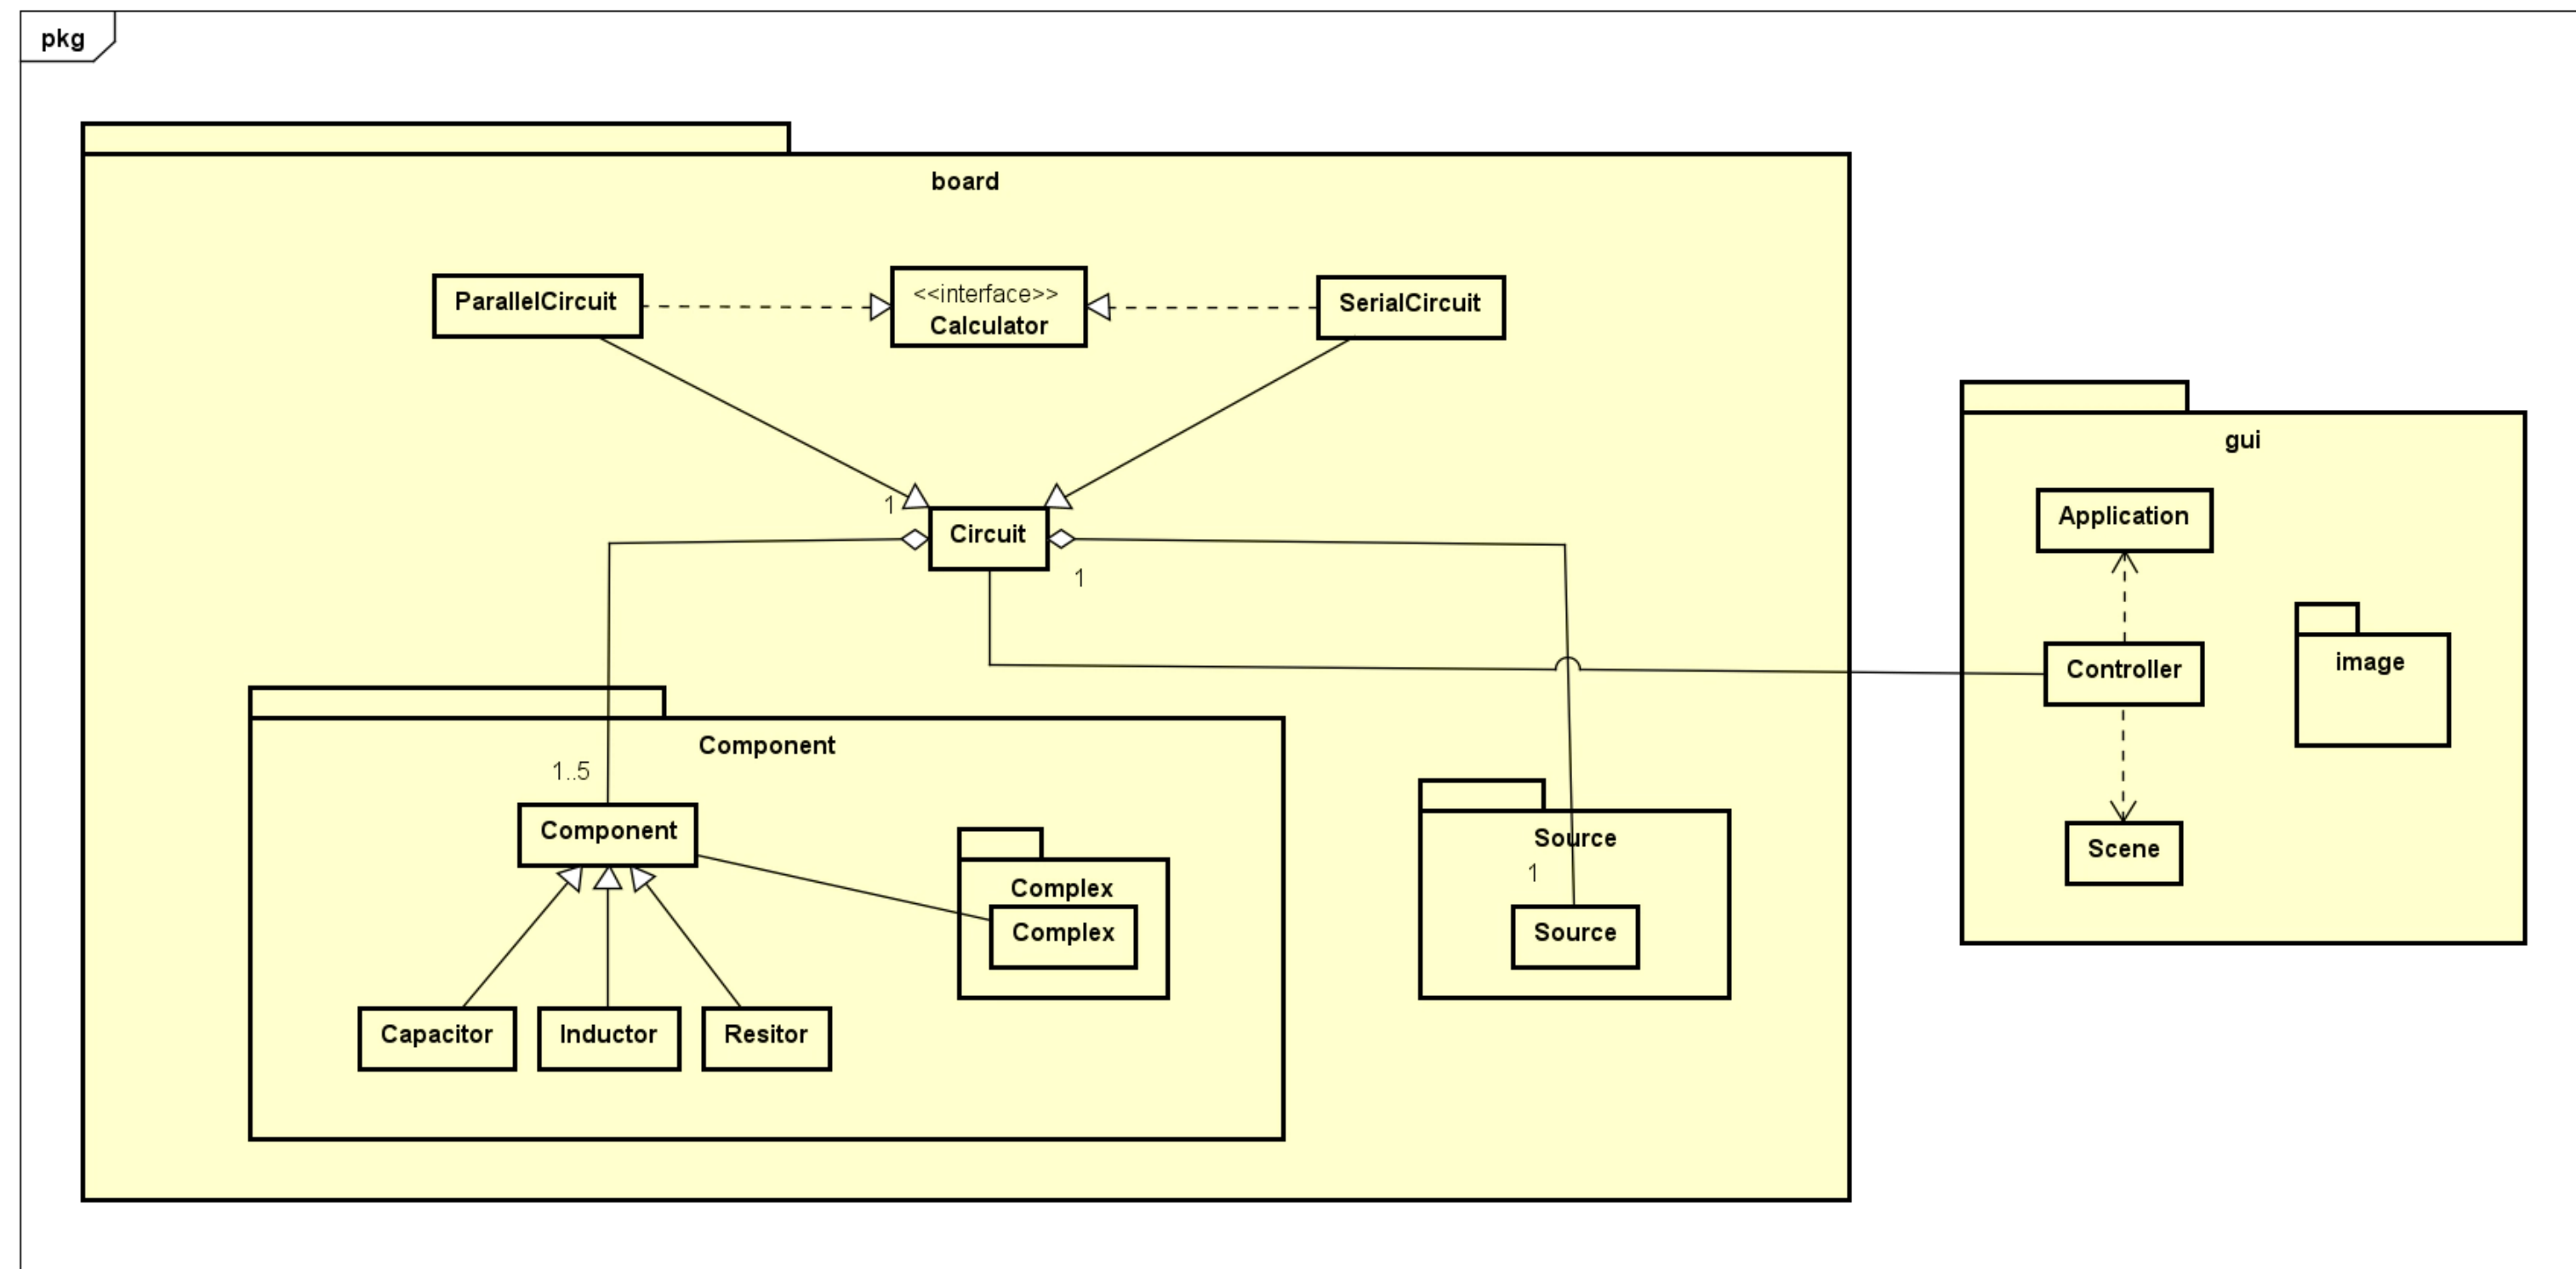 pkg
board
ParallelCircuit
<<interface>>
Calculator
SerialCircuit
1
Circuit
1
Component
1..5
Component
Complex
Complex
Capacitor
Inductor
Resitor
Source
1
Source
gui
Application
Controller
image
Scene